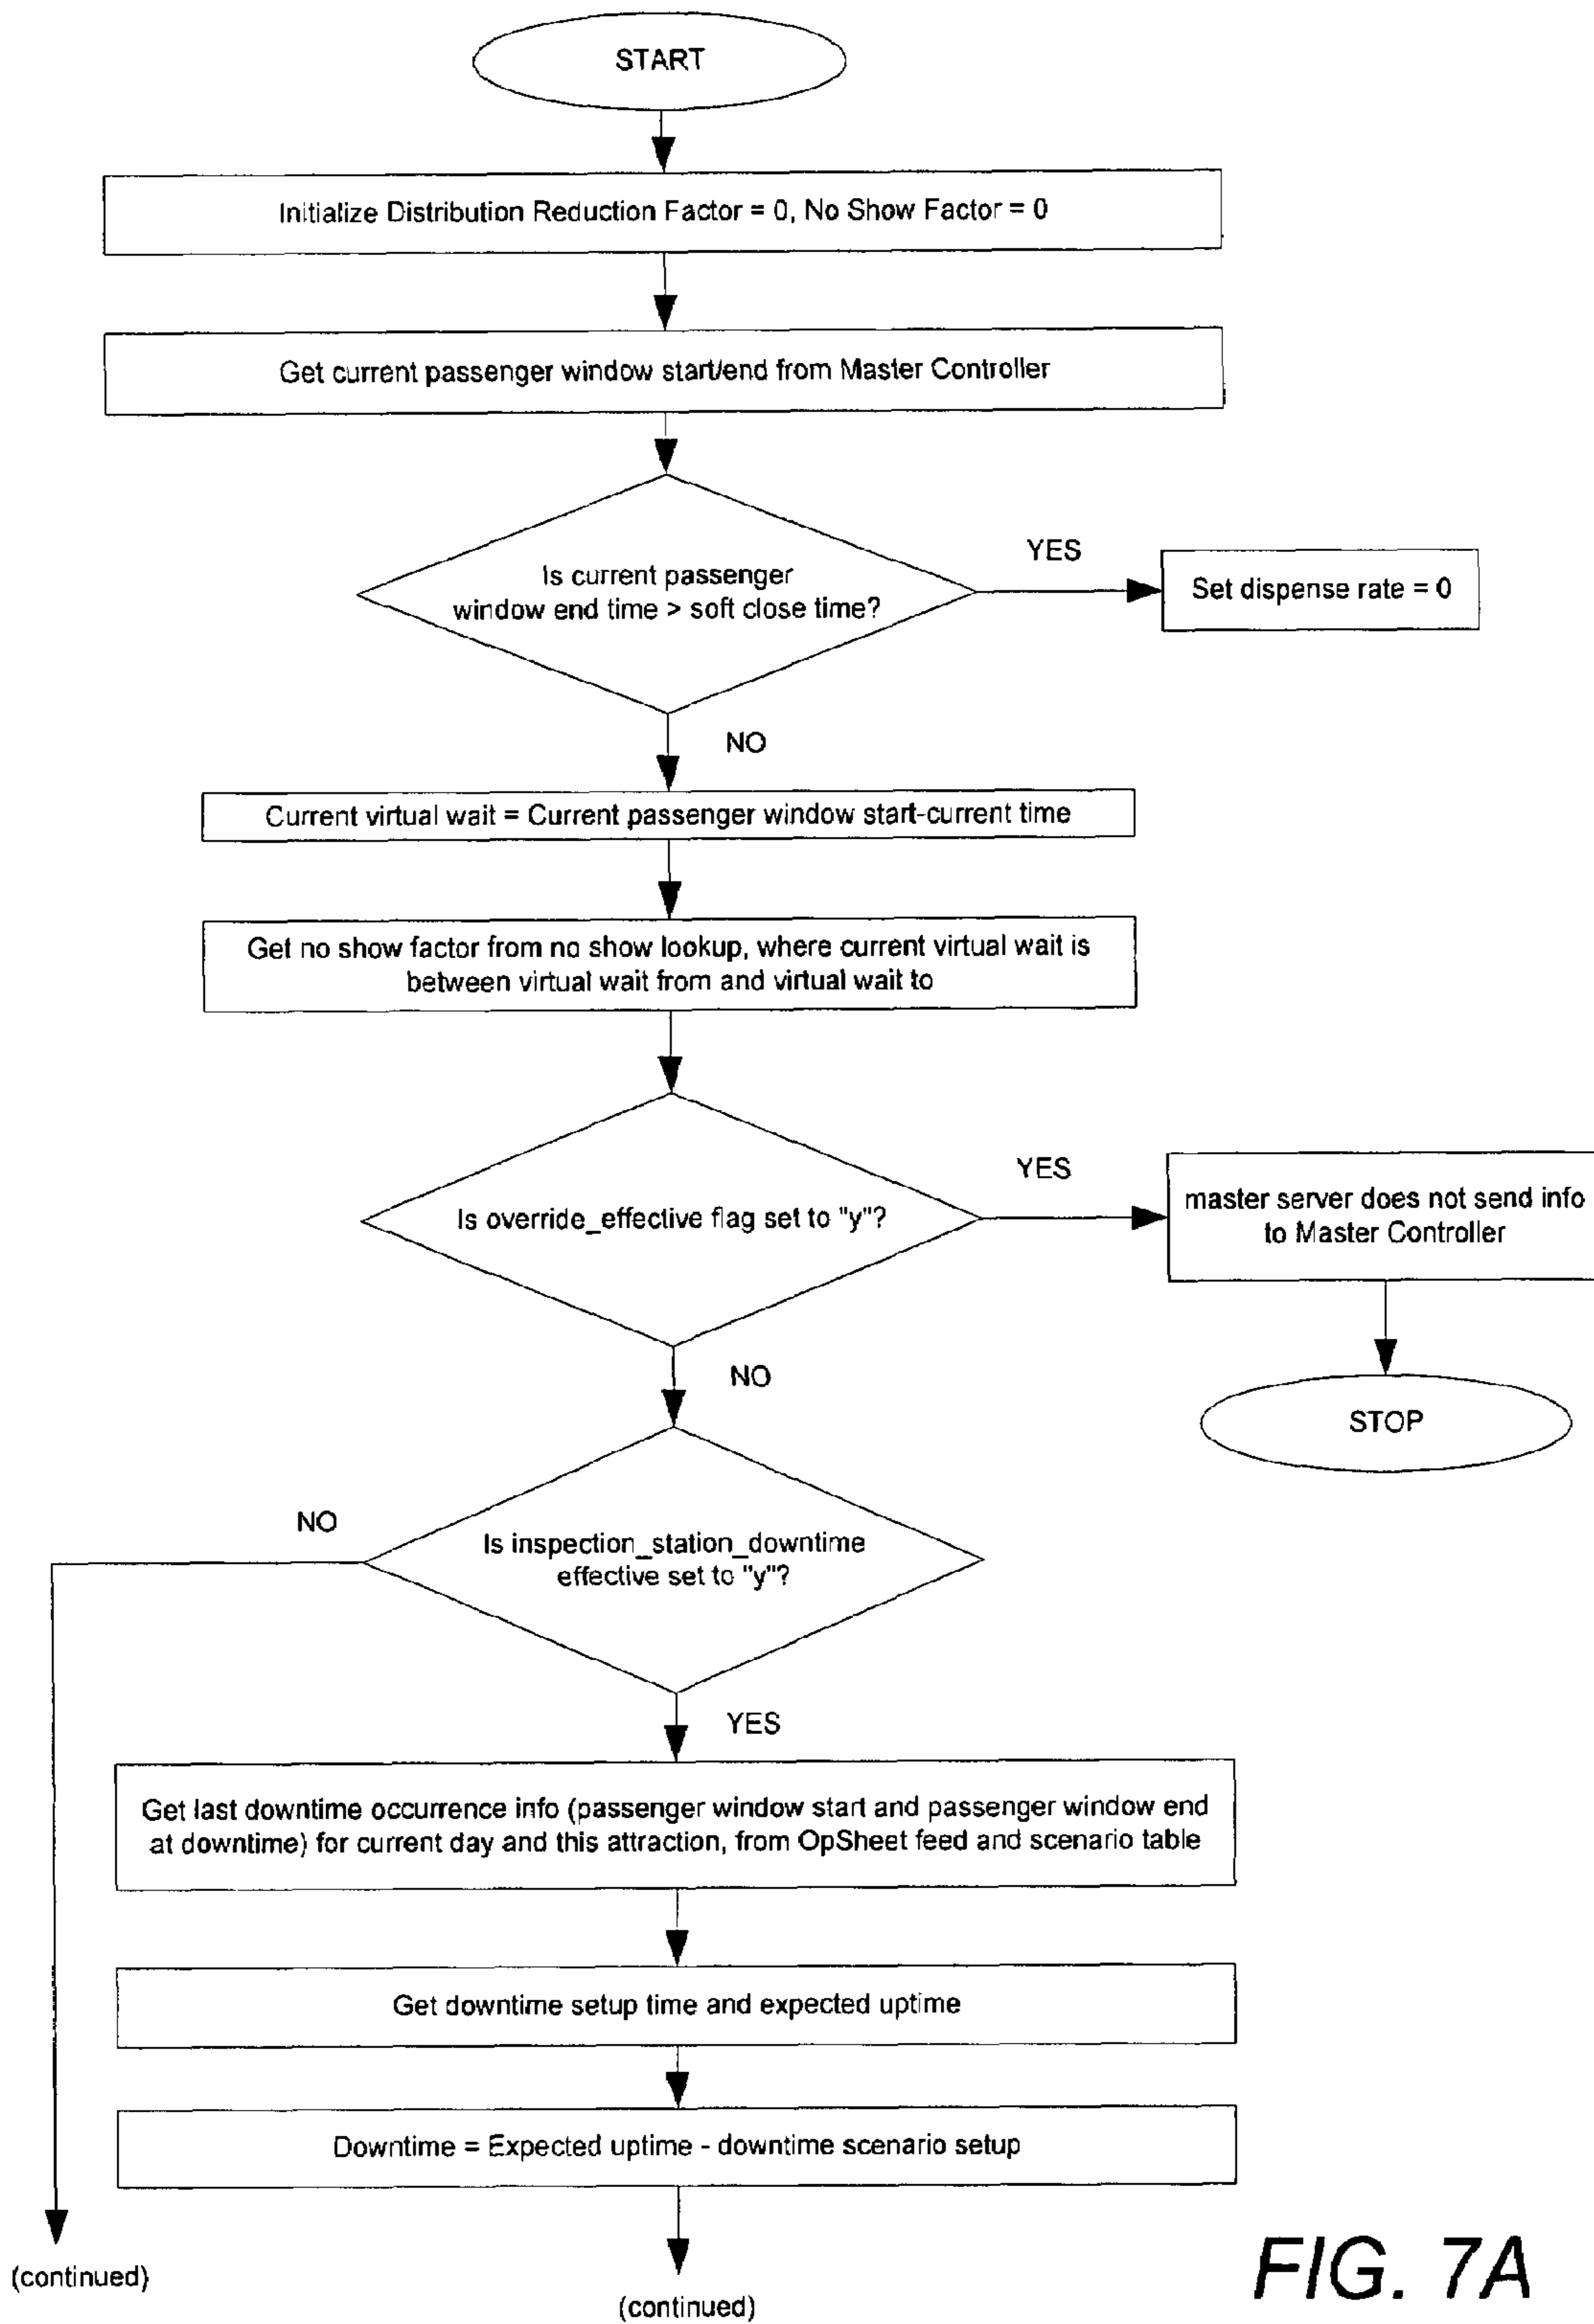 START
Initialize Distribution Reduction Factor = 0, No Show Factor = 0
Get current passenger window start/end from Master Controller
Is current passenger
window end time > soft close time?
YES
Set dispense rate = 0
NO
Current virtual wait = Current passenger window start-current time
Get no show factor from no show lookup, where current virtual wait is
between virtual wait from and virtual wait to
Is override_effective flag set to "y"?
YES
master server does not send info
to Master Controller
STOP
NO
Is inspection_station_downtime
effective set to "y"?
NO
YES
Get last downtime occurrence info (passenger window start and passenger window end
at downtime) for current day and this attraction, from OpSheet feed and scenario table
Get downtime setup time and expected uptime
Downtime = Expected uptime - downtime scenario setup
(continued)
(continued)
FIG. 7A